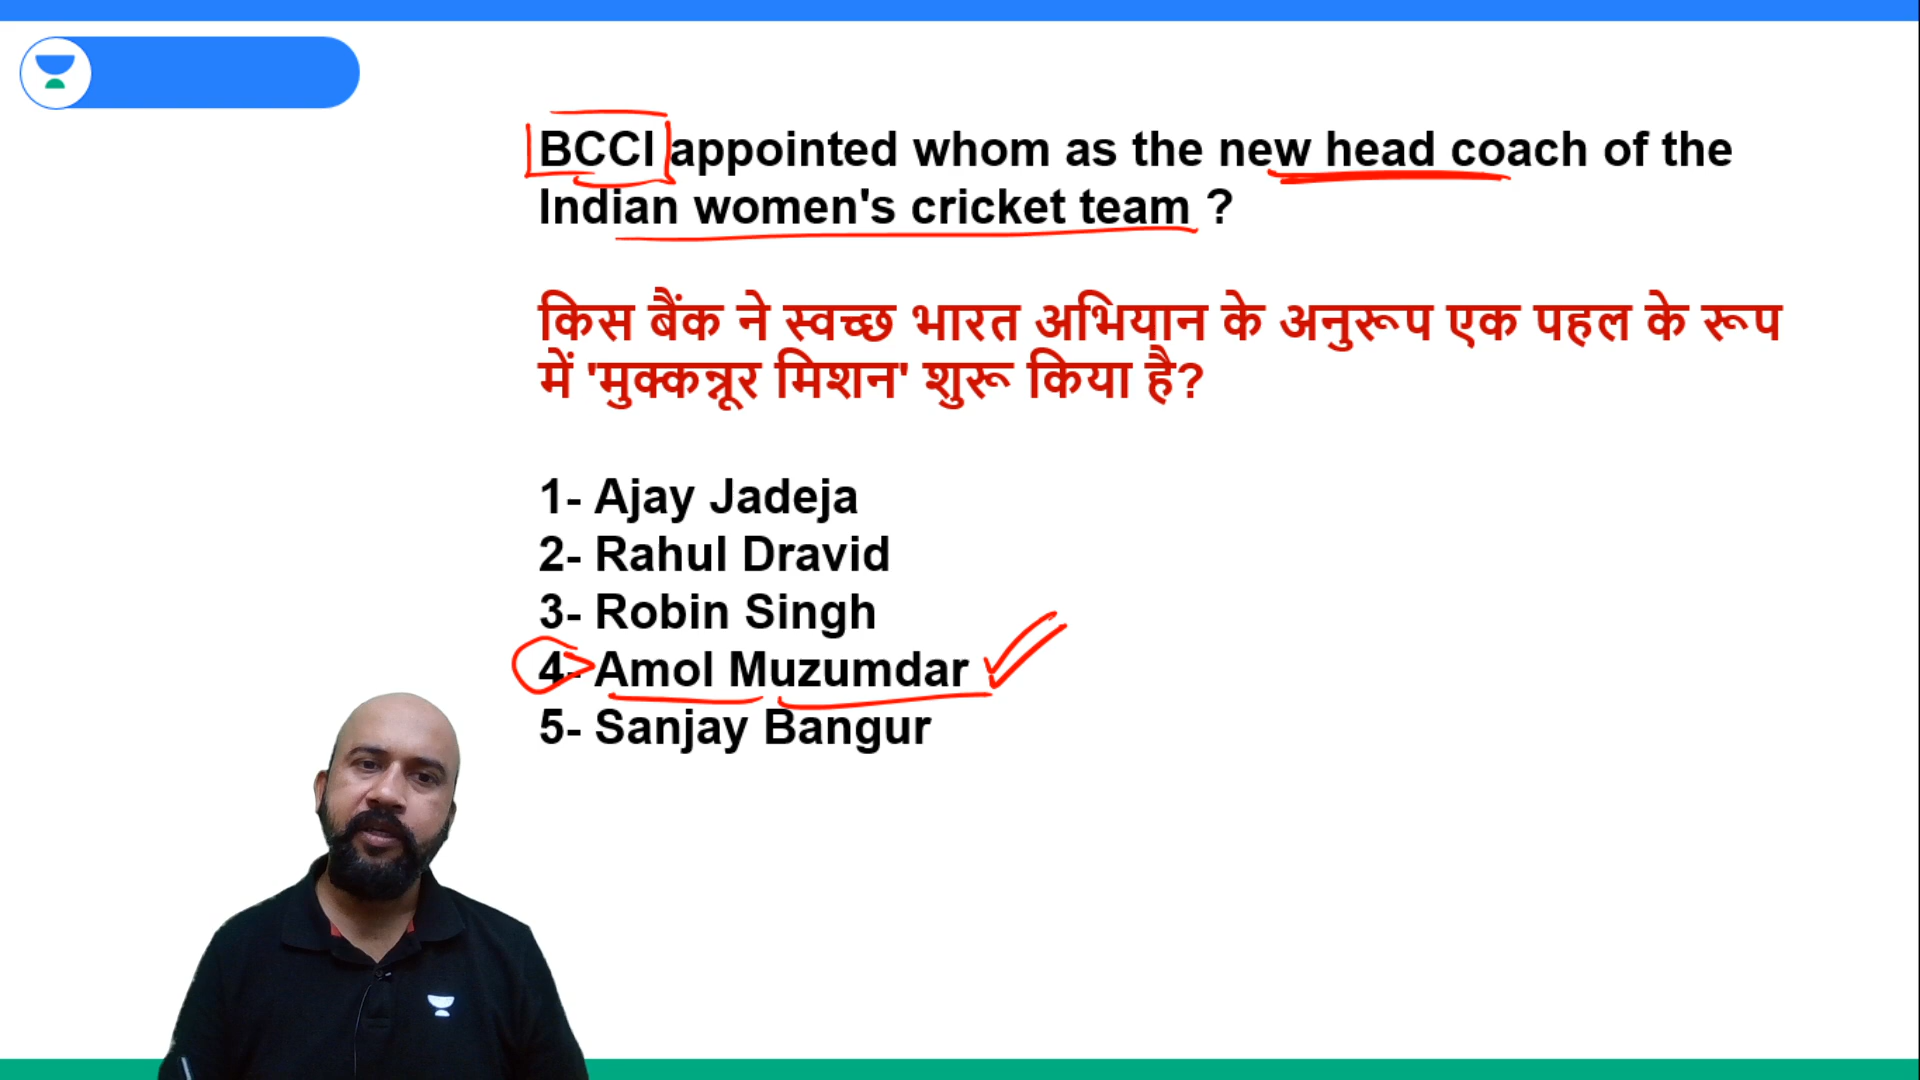 BCCI appointed whom as the new head coach of the
Indian women's cricket team ?
किस बैंक ने स्वच्छ भारत अभियान के अनुरूप एक पहल के रूप
में 'मुक्कन्नूर मिशन' शुरू किया है?
1- Ajay Jadeja
2- Rahul Dravid
3- Robin Singh
4- Amol Muzumdar
5- Sanjay Bangur